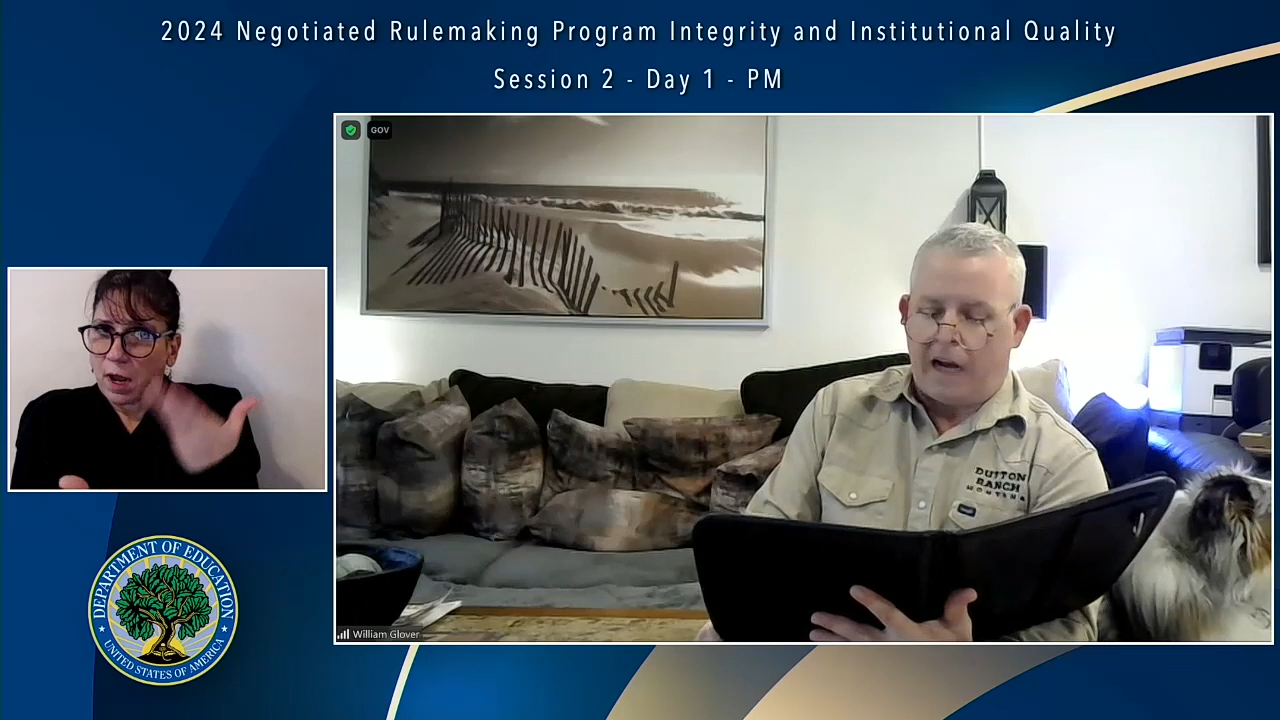 2024 Negotiated Rulemaking Program Integrity and Institutional Quality
Session 2 - Day 1 - PM
GOV
DUTTON
RANCH
MONTANA
DEPARTMENT OF EDUCATION
UNITED STATES OF AMERICA
William Glover